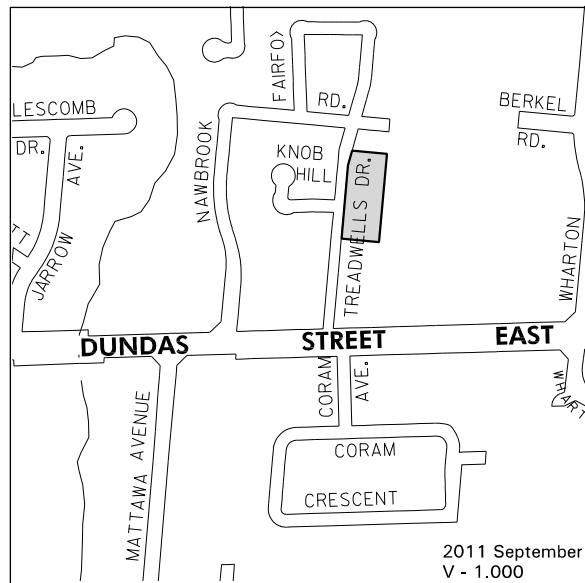 LESCOMB
DR.
AVE.
JARROW
NAWBROOK
FAIRFO
RD.
KNOB
HILL
TREADWELLS DR.
BERKEL
RD.
WHARTON
DUNDAS STREET EAST
WHART
MATTAWA AVENUE
CORAM
AVE.
CORAM
CRESCENT
2011 September
V - 1.000